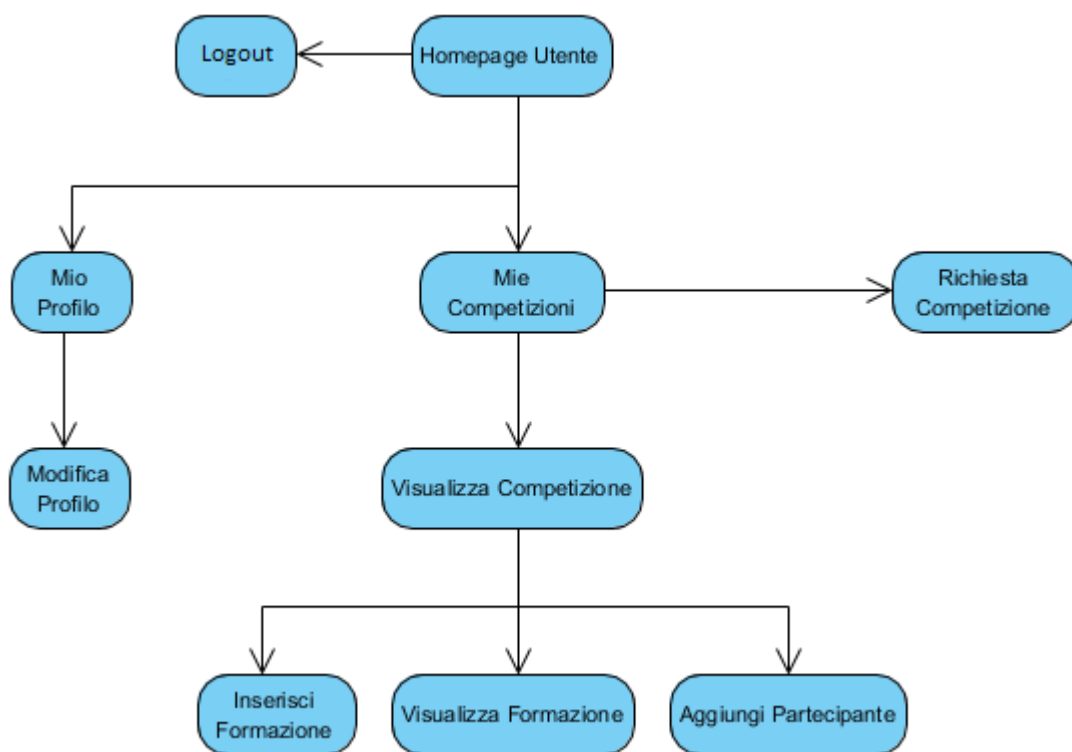 Logout
Homepage Utente
Mio
Profilo
Mie
Competizioni
Richiesta
Competizione
Modifica
Profilo
Visualizza Competizione
Inserisci
Formazione
Visualizza Formazione
Aggiungi Partecipante